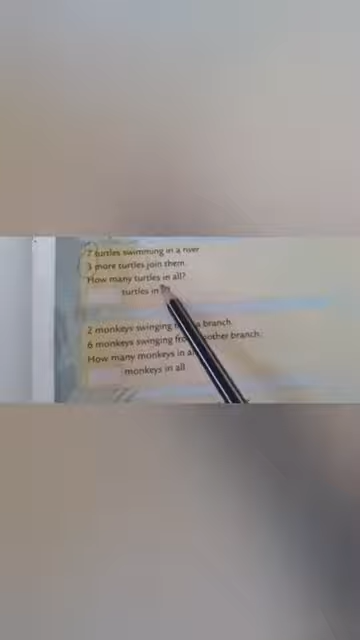 7 turtles swimming in a river
3 more turtles join them.
How many turtles in all?
turtles in
2 monkeys swinging a branch
6 monkeys swinging another branch.
How many monkeys in
monkeys in all